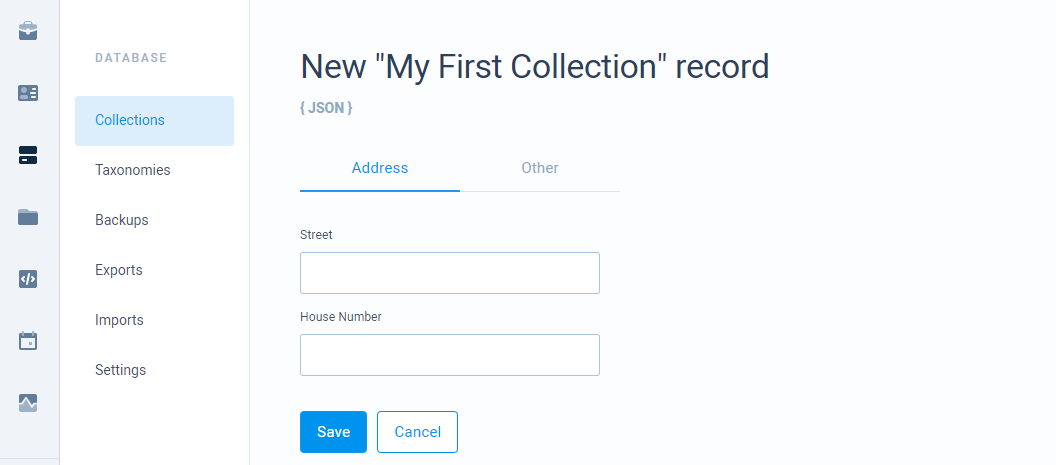 DATABASE
Collections
Taxonomies
Backups
Exports
Imports
Settings
New "My First Collection" record
{ JSON }
Address
Other
Street
House Number
Save
Cancel